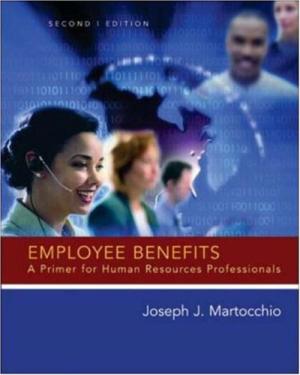 SECOND | EDITION
EMPLOYEE BENEFITS
A Primer for Human Resources Professionals
Joseph J. Martocchio